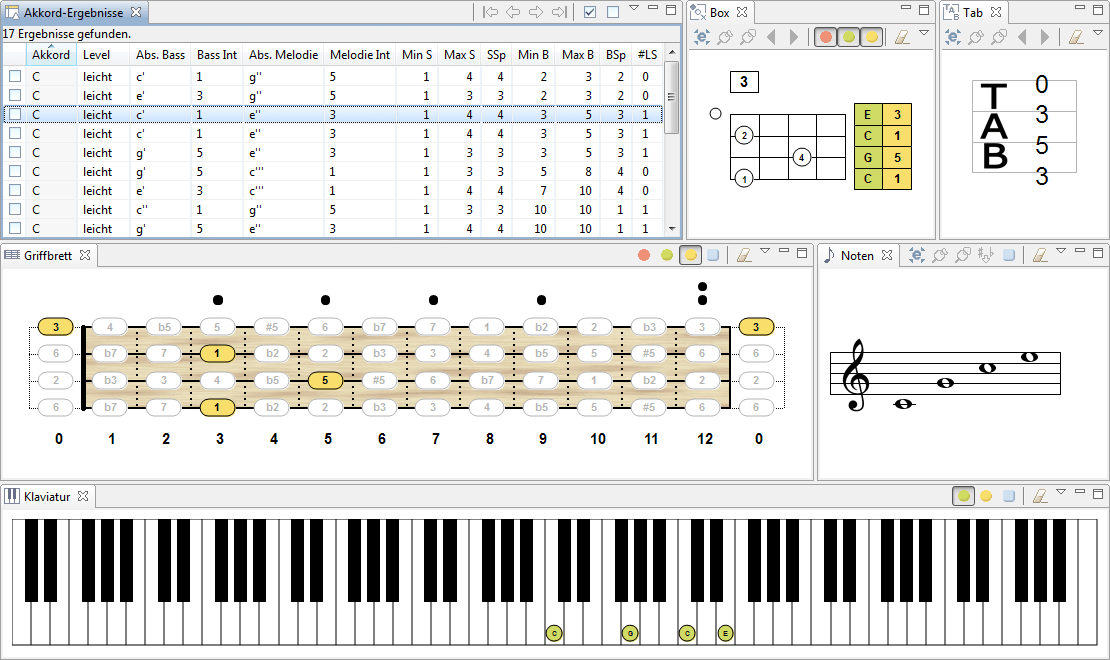 Akkord-Ergebnisse
17 Ergebnisse gefunden.
Akkord Level Abs. Bass Bass Int Abs. Melodie Melodie Int Min S Max S SSp Min B Max B BSp #LS
C leicht c' 1 g'' 5 1 4 4 2 3 2 0
C leicht e' 3 g'' 5 1 3 3 2 3 2 0
C leicht c' 1 e'' 3 1 4 4 3 5 3 1
C leicht c' 1 e'' 3 1 4 4 3 5 3 1
C leicht g' 5 e'' 3 1 3 3 3 5 3 1
C leicht g' 5 c''' 1 1 3 3 5 8 4 0
C leicht e' 3 c''' 1 1 4 4 7 10 4 0
C leicht c'' 1 g'' 5 1 3 3 10 10 1 1
C leicht g' 5 e'' 3 1 4 4 10 10 1 1
Box
3
2
4
1
E 3
C 1
G 5
C 1
Tab
TAB
0
3
5
3
Griffbrett
3 4 b5 5 #5 6 b7 7 1 b2 2 b3 3 3
6 b7 7 1 b2 2 b3 3 4 b5 5 #5 6 6
2 b3 3 4 b5 5 #5 6 b7 7 1 b2 2 2
6 b7 7 1 b2 2 b3 3 4 b5 5 #5 6 6
0 1 2 3 4 5 6 7 8 9 10 11 12 0
Noten
Klaviatur
C G C E